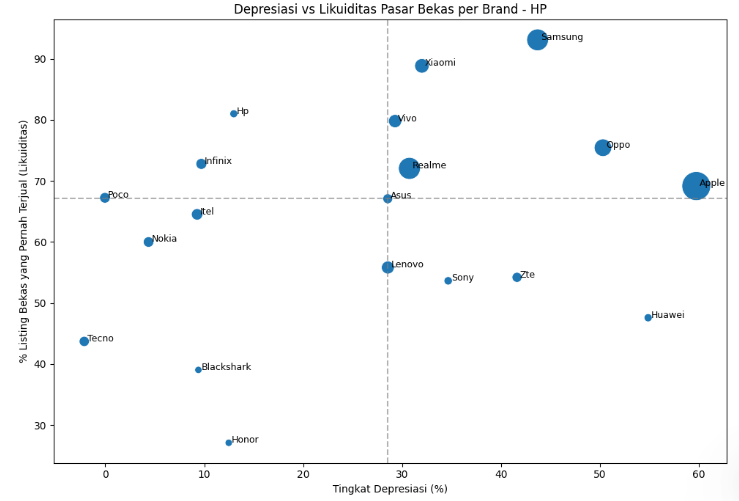 Depresiasi vs Likuiditas Pasar Bekas per Brand - HP
% Listing Bekas yang Pernah Terjual (Likuiditas)
90
80
70
60
50
40
30
Samsung
Xiaomi
Hp
Vivo
Oppo
Infinix
Realme
Apple
Poco
Asus
Itel
Nokia
Lenovo
Sony
Zte
Huawei
Tecno
Blackshark
Honor
0
10
20
30
40
50
60
Tingkat Depresiasi (%)